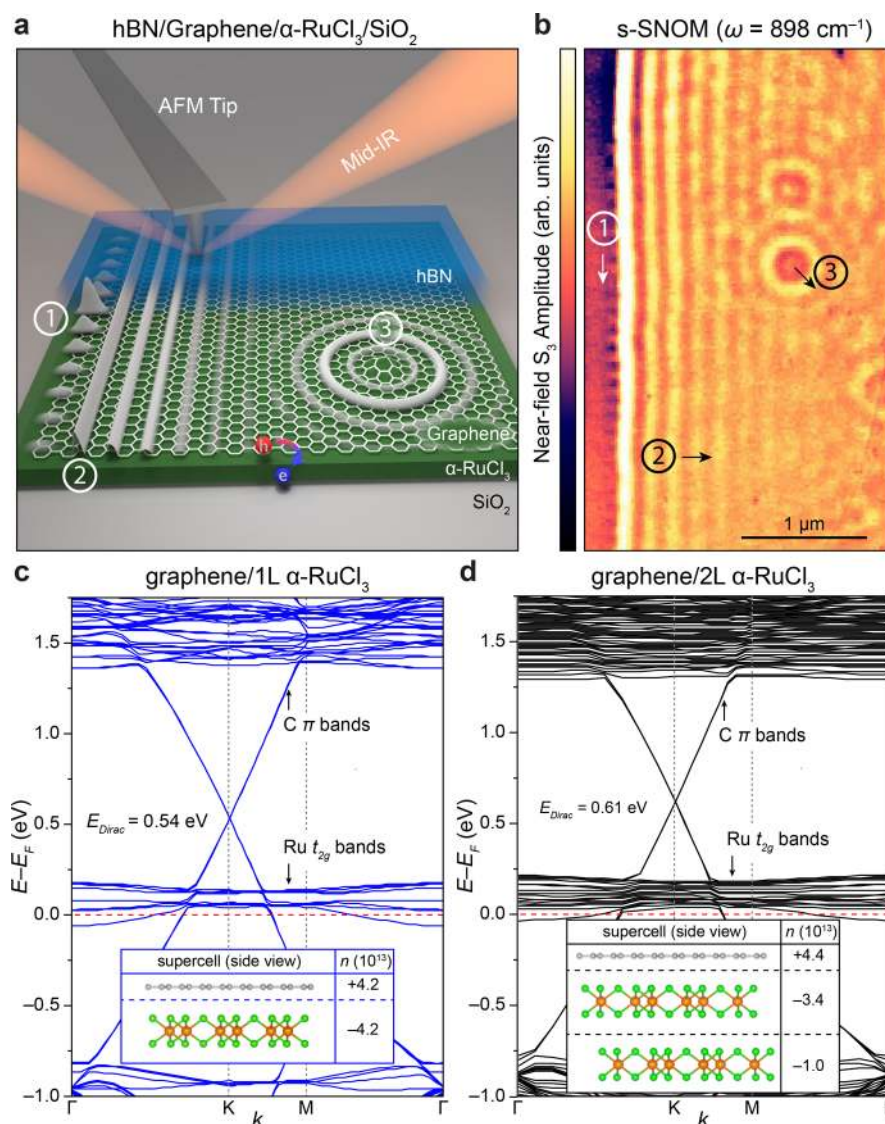 a
hBN/Graphene/α-RuCl₃/SiO₂
AFM Tip
Mid-IR
hBN
1
3
Graphene
h
α-RuCl₃
2
e
SiO₂
b
s-SNOM (ω = 898 cm⁻¹)
Near-field S₃ Amplitude (arb. units)
1
3
2
1 μm
c
graphene/1L α-RuCl₃
E–E_F (eV)
1.5
1.0
0.5
0.0
−0.5
−1.0
C π bands
E_Dirac = 0.54 eV
Ru t₂g bands
supercell (side view) n (10¹³)
+4.2
−4.2
Γ K M Γ
k
d
graphene/2L α-RuCl₃
E–E_F (eV)
1.5
1.0
0.5
0.0
−0.5
−1.0
C π bands
E_Dirac = 0.61 eV
Ru t₂g bands
supercell (side view) n (10¹³)
+4.4
−3.4
−1.0
Γ K M
k